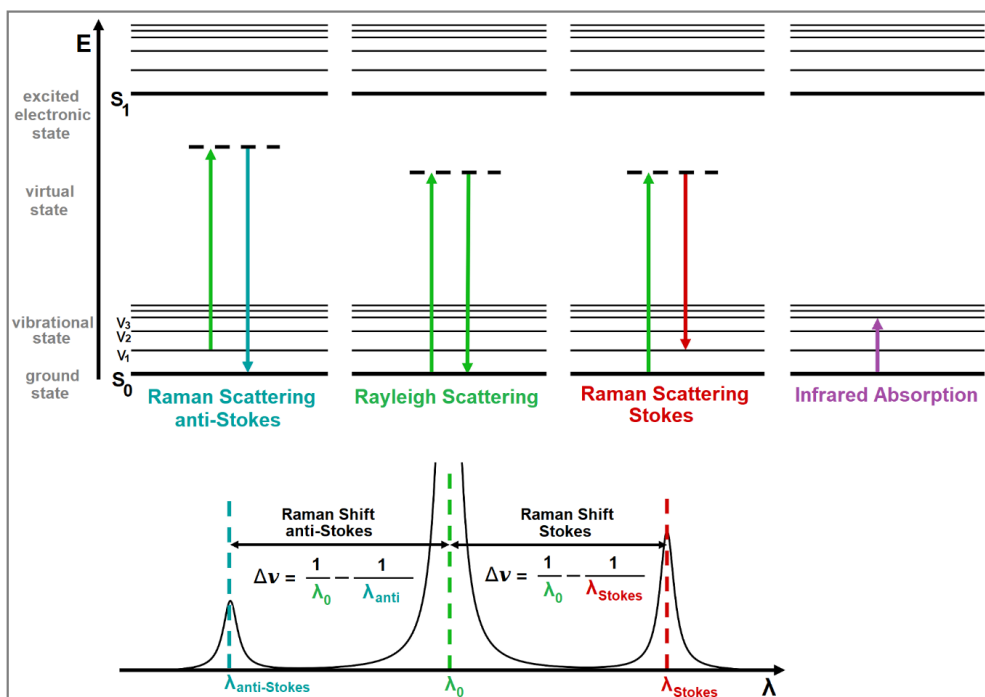 E
excited
electronic
state
S1
virtual
state
vibrational
state
V3
V2
V1
ground
state
S0
Raman Scattering
anti-Stokes
Rayleigh Scattering
Raman Scattering
Stokes
Infrared Absorption
Raman Shift
anti-Stokes
Δν = 1/λ0 − 1/λanti
Raman Shift
Stokes
Δν = 1/λ0 − 1/λStokes
λanti-Stokes
λ0
λStokes
λ